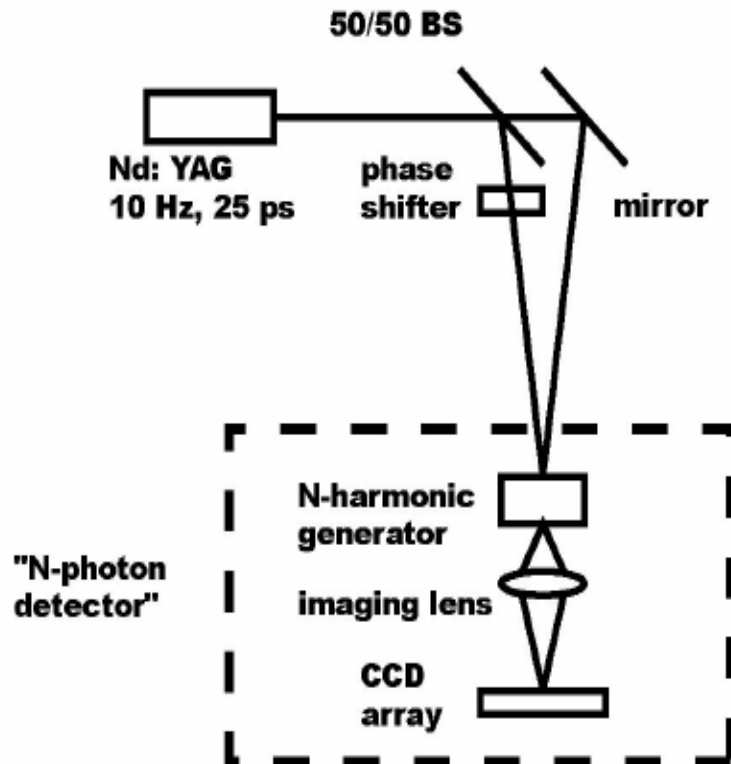 50/50 BS
Nd: YAG
10 Hz, 25 ps
phase
shifter
mirror
N-harmonic
generator
"N-photon
detector"
imaging lens
CCD
array